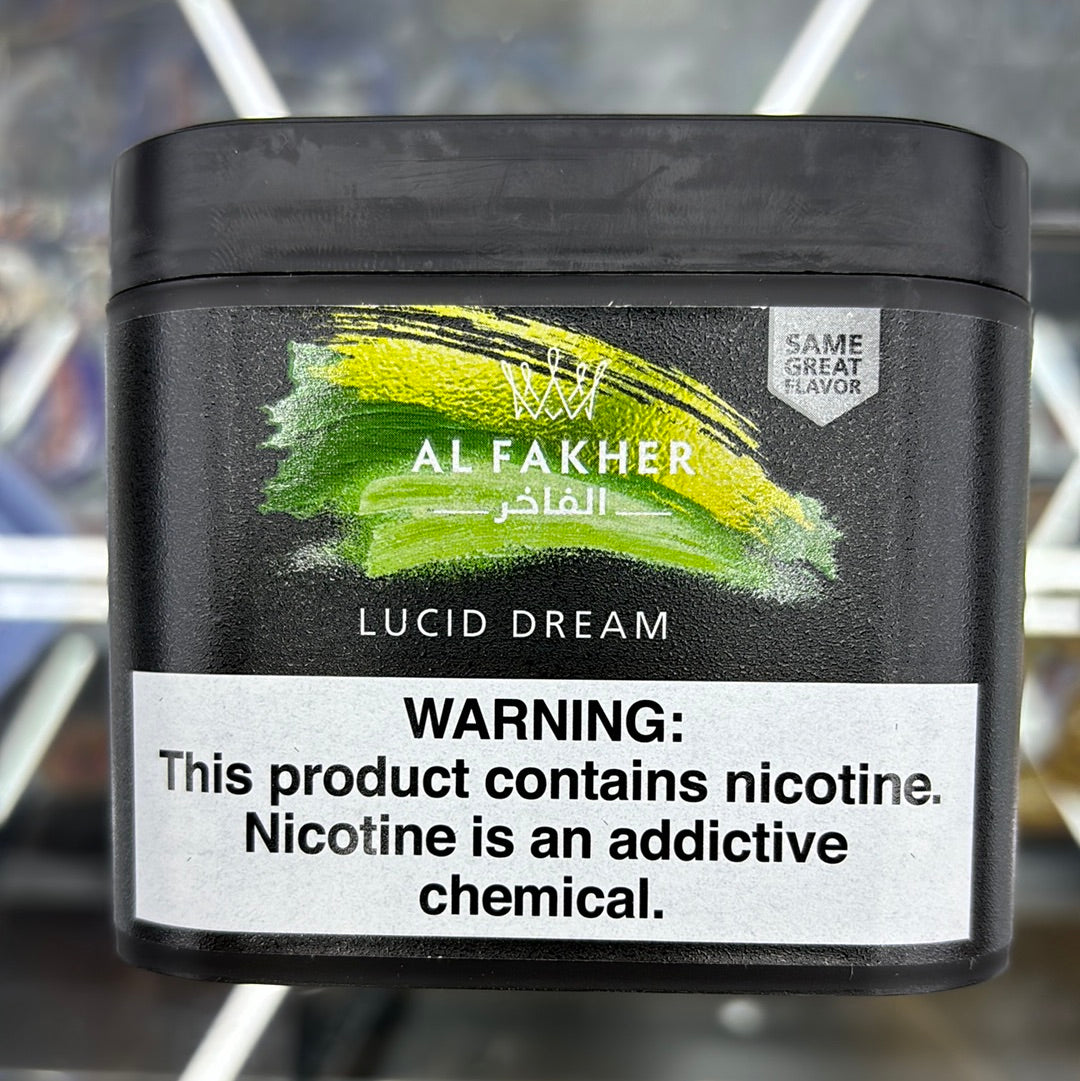 SAME
GREAT
FLAVOR
AL FAKHER
الفاخر
LUCID DREAM
WARNING:
This product contains nicotine.
Nicotine is an addictive
chemical.